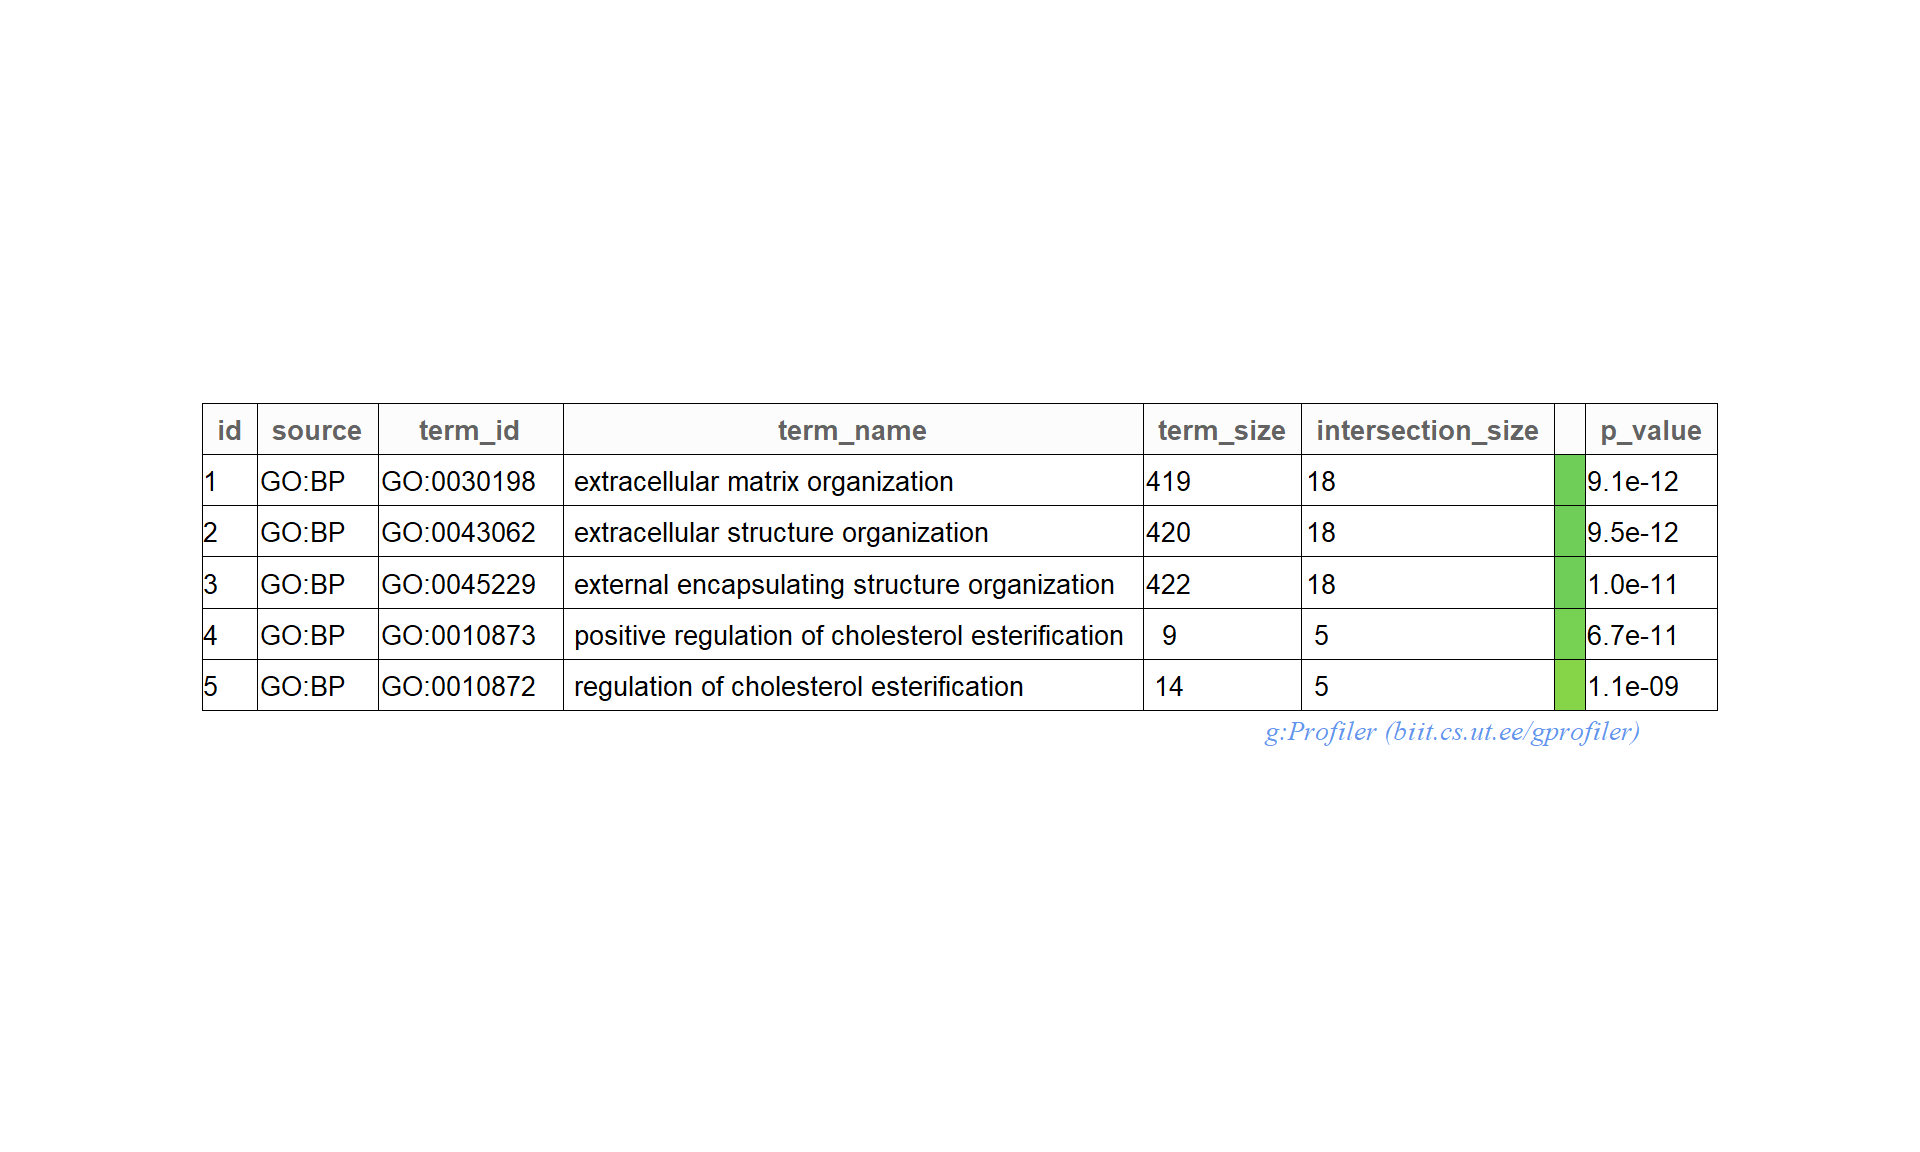 id source term_id term_name term_size intersection_size p_value
1 GO:BP GO:0030198 extracellular matrix organization 419 18 9.1e-12
2 GO:BP GO:0043062 extracellular structure organization 420 18 9.5e-12
3 GO:BP GO:0045229 external encapsulating structure organization 422 18 1.0e-11
4 GO:BP GO:0010873 positive regulation of cholesterol esterification 9 5 6.7e-11
5 GO:BP GO:0010872 regulation of cholesterol esterification 14 5 1.1e-09
g:Profiler (biit.cs.ut.ee/gprofiler)